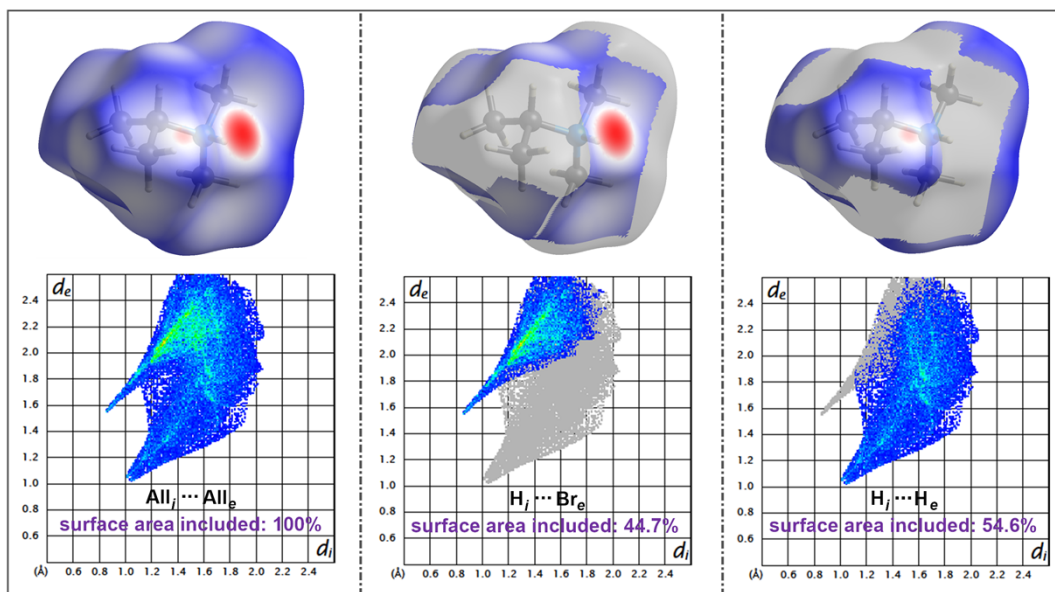 d_e
2.4
2.2
2.0
1.8
1.6
1.4
1.2
1.0
0.8
0.6
All_i ··· All_e
surface area included: 100%
d_i
(Å) 0.6 0.8 1.0 1.2 1.4 1.6 1.8 2.0 2.2 2.4
d_e
2.4
2.2
2.0
1.8
1.6
1.4
1.2
1.0
0.8
0.6
H_i ··· Br_e
surface area included: 44.7%
d_i
(Å) 0.6 0.8 1.0 1.2 1.4 1.6 1.8 2.0 2.2 2.4
d_e
2.4
2.2
2.0
1.8
1.6
1.4
1.2
1.0
0.8
0.6
H_i ··· H_e
surface area included: 54.6%
d_i
(Å) 0.6 0.8 1.0 1.2 1.4 1.6 1.8 2.0 2.2 2.4